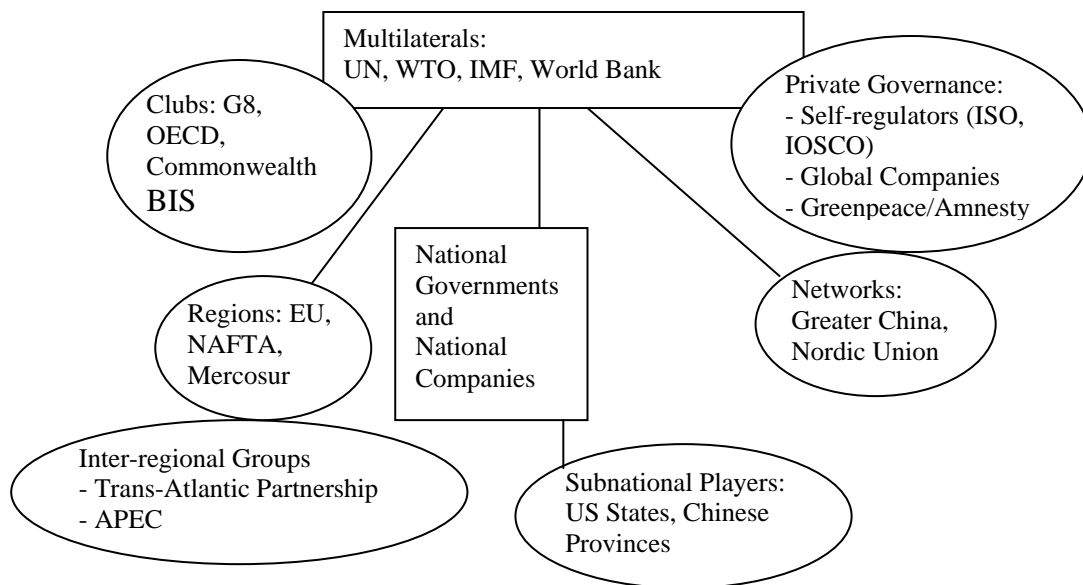 Multilaterals:
UN, WTO, IMF, World Bank
Clubs: G8,
OECD,
Commonwealth
BIS
Private Governance:
- Self-regulators (ISO,
IOSCO)
- Global Companies
- Greenpeace/Amnesty
National
Governments
and
National
Companies
Regions: EU,
NAFTA,
Mercosur
Networks:
Greater China,
Nordic Union
Inter-regional Groups
- Trans-Atlantic Partnership
- APEC
Subnational Players:
US States, Chinese
Provinces